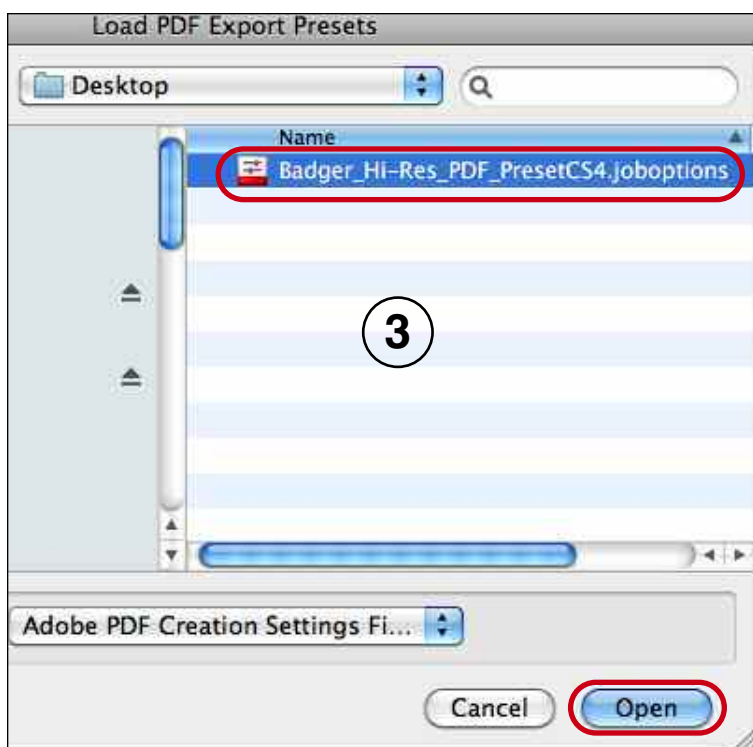 Load PDF Export Presets
Desktop
Name
Badger_Hi-Res_PDF_PresetCS4.joboptions
3
Adobe PDF Creation Settings Fi...
Cancel Open